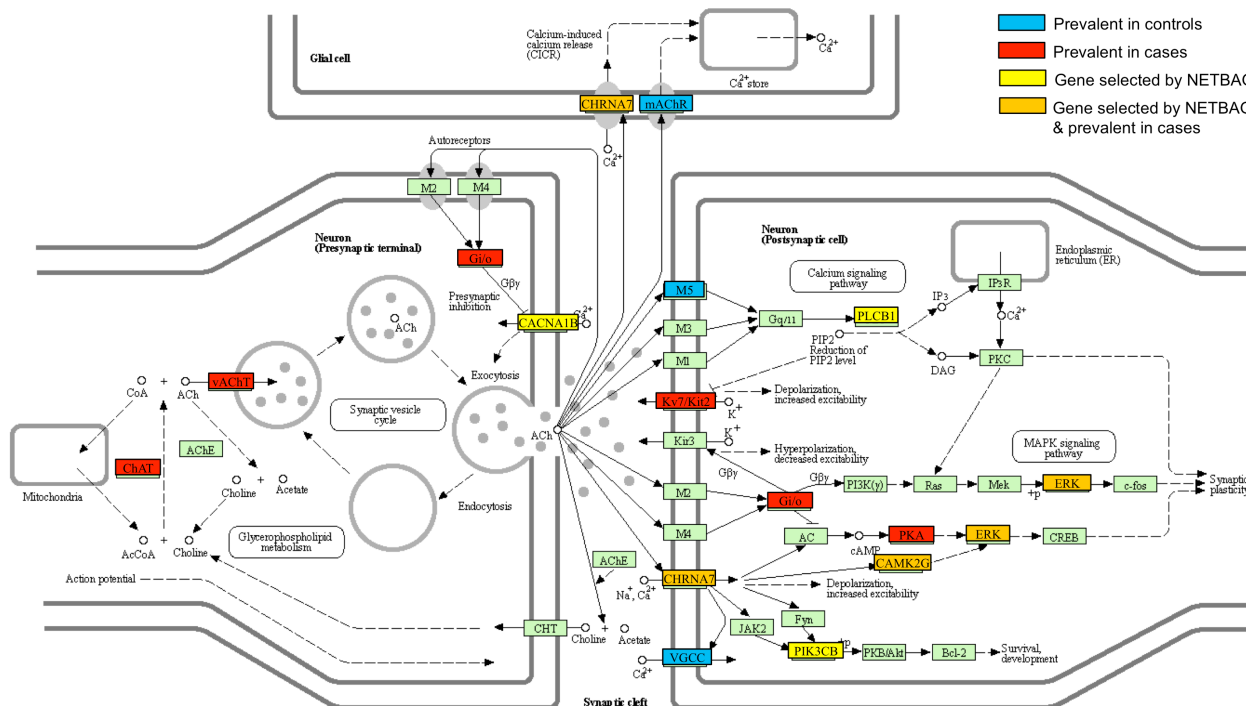 Prevalent in controls
Prevalent in cases
Gene selected by NETBAG
Gene selected by NETBAG
& prevalent in cases
Calcium-induced
calcium release
(CICR)
Glial cell
Ca2+
Ca2+ store
CHRNA7
mAChR
Ca2+
Autoreceptors
M2
M4
Neuron
(Presynaptic terminal)
Gi/o
Gβγ
Presynaptic
inhibition
Ca2+
CACNA1B
ACh
Exocytosis
CoA
+
ACh
vAChT
Synaptic vesicle
cycle
ACh
AChE
ChAT
Mitochondria
Choline
+
Acetate
Endocytosis
AcCoA
+
Choline
Glycerophospholipid
metabolism
Action potential
AChE
CHT
Choline
+
Acetate
Na+, Ca2+
Ca2+
Synaptic cleft
Neuron
(Postsynaptic cell)
Calcium signaling
pathway
Endoplasmic
reticulum (ER)
IP3R
IP3
Ca2+
M5
M3
M1
Gq/11
PLCB1
PIP2
Reduction of
PIP2 level
DAG
PKC
Kv7/Kit2
K+
Depolarization,
increased excitability
Kir3
K+
Hyperpolarization,
decreased excitability
Gβγ
MAPK signaling
pathway
M2
Gi/o
Gβγ
PI3K(γ)
Ras
Mek
+p
ERK
c-fos
Synaptic
plasticity
M4
AC
cAMP
PKA
ERK
CREB
CAMK2G
CHRNA7
Depolarization,
increased excitability
JAK2
Fyn
VGCC
PIK3CB
+p
PKB/Akt
Bcl-2
Survival,
development